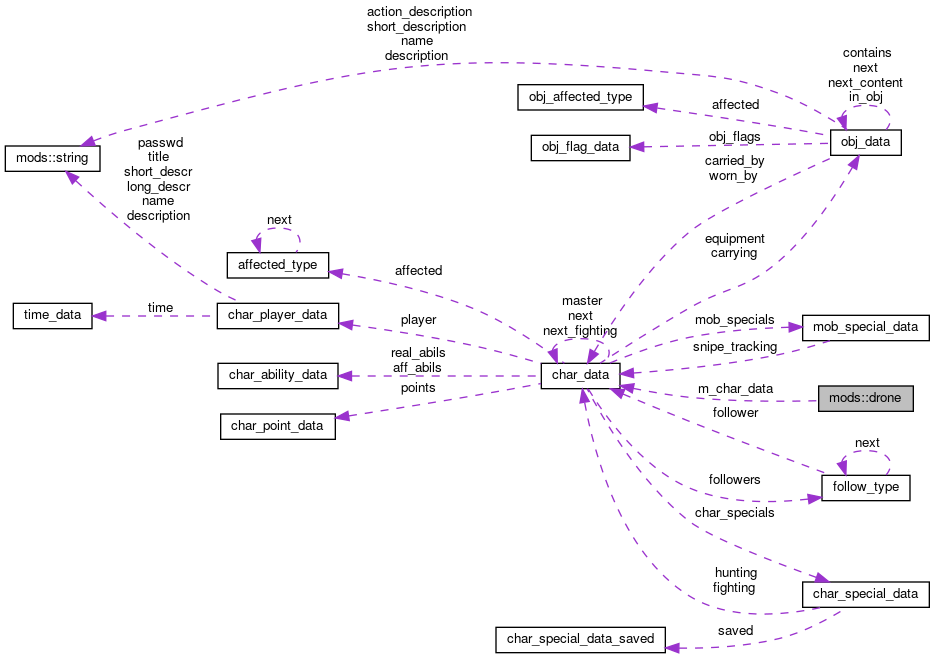 action_description
short_description
name
description
contains
next
next_content
in_obj
obj_affected_type
affected
obj_flags
obj_data
passwd
title
short_descr
long_descr
name
description
mods::string
obj_flag_data
carried_by
worn_by
next
affected_type
affected
equipment
carrying
time_data
time
char_player_data
player
master
next
next_fighting
mob_specials
mob_special_data
snipe_tracking
real_abils
aff_abils
char_ability_data
char_data
points
m_char_data
mods::drone
char_point_data
follower
next
followers
follow_type
char_specials
hunting
fighting
char_special_data
char_special_data_saved
saved